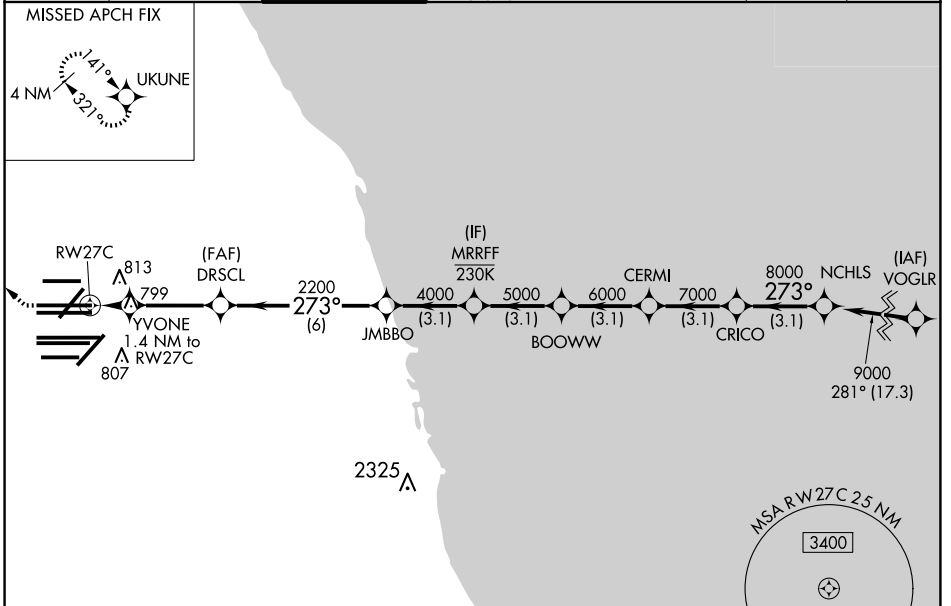 MISSED APCH FIX
141°
UKUNE
4 NM
321°
RW27C
813
799
(FAF)
DRSCL
YVONE
1.4 NM to
RW27C
807
2200
273°
(6)
JMBBO
4000
(3.1)
(IF)
MRRFF
230K
5000
(3.1)
BOOWW
6000
(3.1)
CERMI
7000
(3.1)
CRICO
8000
273°
(3.1)
NCHLS
(IAF)
VOGLR
9000
281° (17.3)
2325
MSA RW27C 25 NM
3400